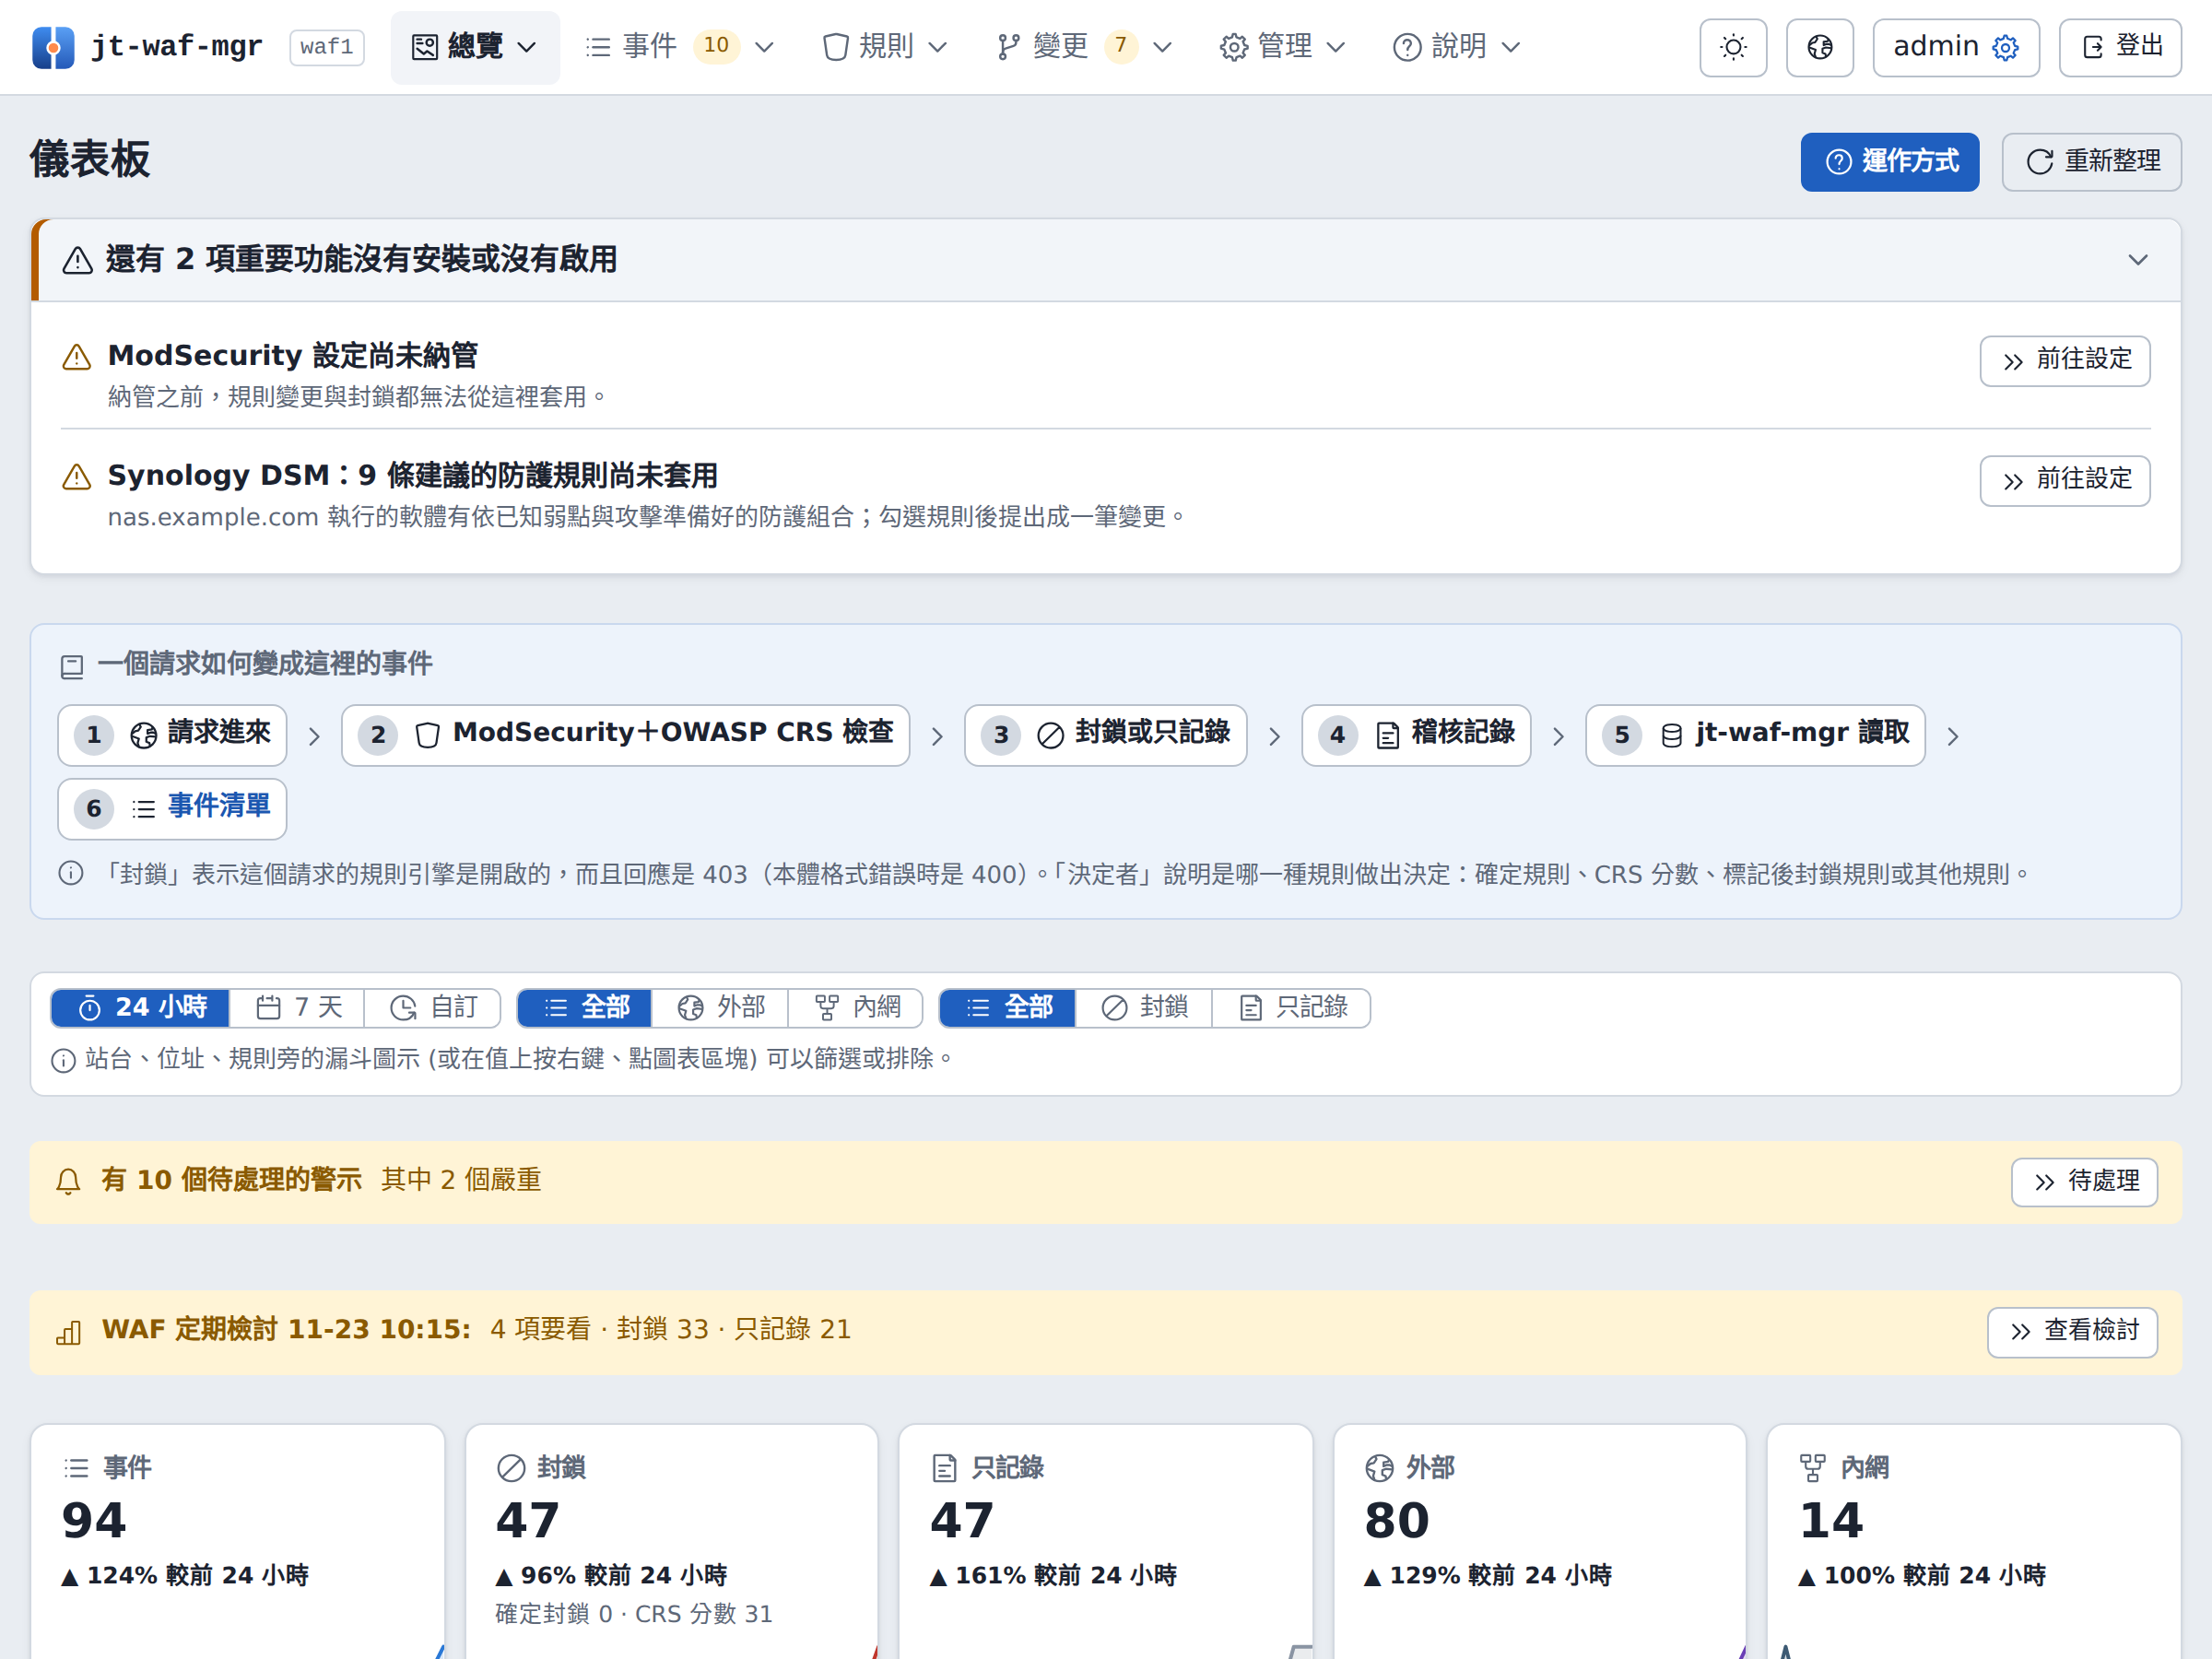 jt-waf-mgr waf1 總覽 事件 10 規則 變更 7 管理 說明 admin 登出
儀表板 運作方式 重新整理
還有 2 項重要功能沒有安裝或沒有啟用
ModSecurity 設定尚未納管 前往設定
納管之前，規則變更與封鎖都無法從這裡套用。
Synology DSM：9 條建議的防護規則尚未套用 前往設定
nas.example.com 執行的軟體有依已知弱點與攻擊準備好的防護組合；勾選規則後提出成一筆變更。
一個請求如何變成這裡的事件
1 請求進來 2 ModSecurity＋OWASP CRS 檢查 3 封鎖或只記錄 4 稽核記錄 5 jt-waf-mgr 讀取
6 事件清單
「封鎖」表示這個請求的規則引擎是開啟的，而且回應是 403（本體格式錯誤時是 400）。「決定者」說明是哪一種規則做出決定：確定規則、CRS 分數、標記後封鎖規則或其他規則。
24 小時 7 天 自訂 全部 外部 內網 全部 封鎖 只記錄
站台、位址、規則旁的漏斗圖示 (或在值上按右鍵、點圖表區塊) 可以篩選或排除。
有 10 個待處理的警示 其中 2 個嚴重 待處理
WAF 定期檢討 11-23 10:15: 4 項要看 · 封鎖 33 · 只記錄 21 查看檢討
事件 封鎖 只記錄 外部 內網
94 47 47 80 14
▲ 124% 較前 24 小時 ▲ 96% 較前 24 小時 ▲ 161% 較前 24 小時 ▲ 129% 較前 24 小時 ▲ 100% 較前 24 小時
確定封鎖 0 · CRS 分數 31